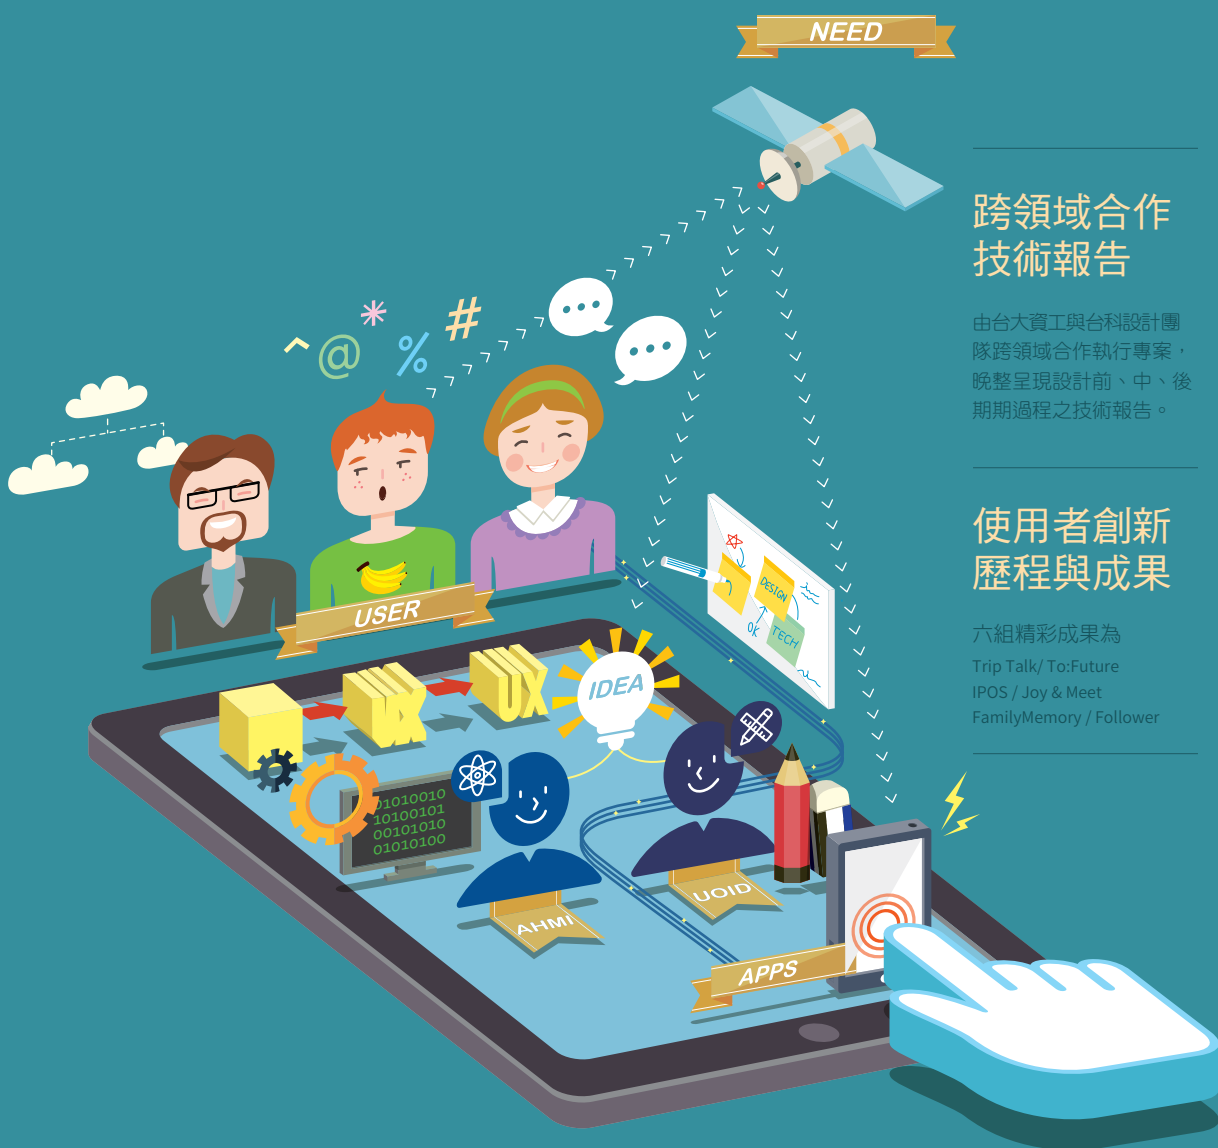 NEED
跨領域合作
技術報告
由台大資工與台科設計團
隊跨領域合作執行專案，
晚整呈現設計前、中、後
期期過程之技術報告。
使用者創新
歷程與成果
六組精彩成果為
Trip Talk/ To:Future
IPOS / Joy & Meet
FamilyMemory / Follower
^ @ * % #
USER
DESIGN
OK
TECH
UX
UX
IDEA
01010010
10100101
00101010
01010100
AHMI
UOID
APPS